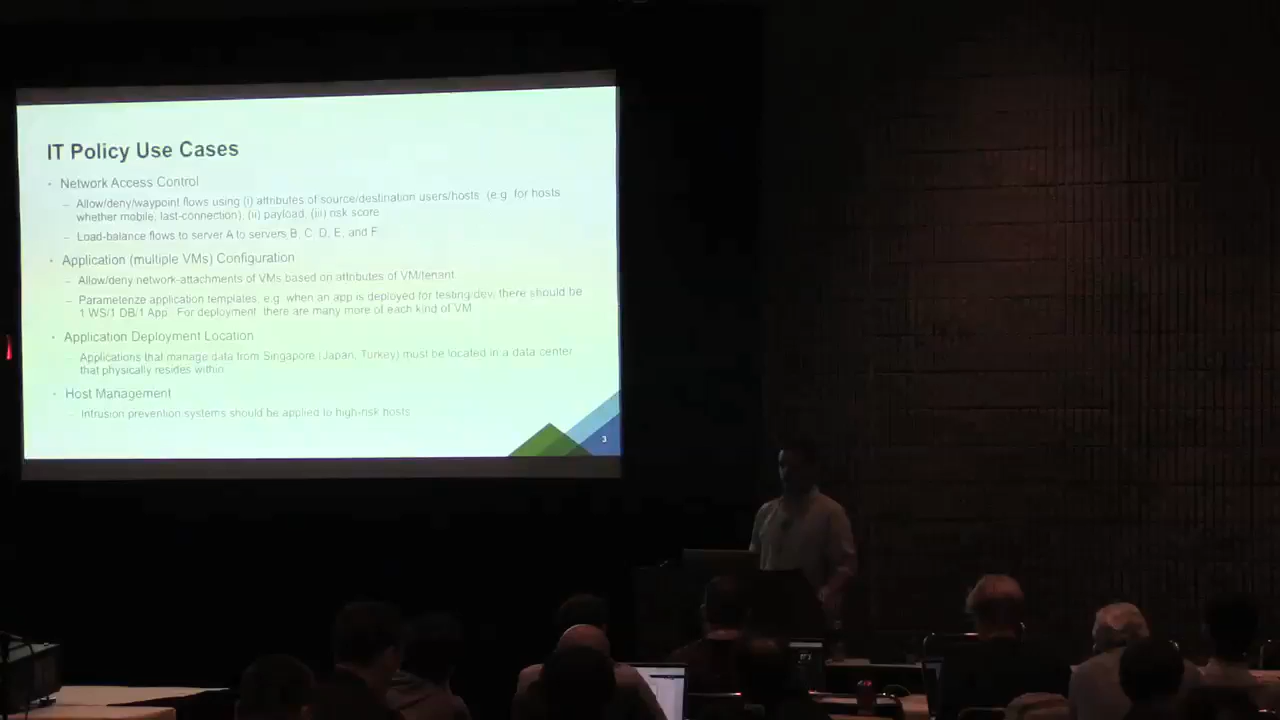 IT Policy Use Cases
· Network Access Control
– Allow/deny/waypoint flows using (i) attributes of source/destination users/hosts, (e.g. for hosts
whether mobile, last-connection), (ii) payload, (iii) risk score
– Load-balance flows to server A to servers B, C, D, E, and F
· Application (multiple VMs) Configuration
– Allow/deny network-attachments of VMs based on attributes of VM/tenant
– Parameterize application templates, e.g. when an app is deployed for testing/dev, there should be
1 WS/1 DB/1 App. For deployment, there are many more of each kind of VM
· Application Deployment Location
– Applications that manage data from Singapore (Japan, Turkey) must be located in a data center
that physically resides within
· Host Management
– Intrusion prevention systems should be applied to high-risk hosts
3